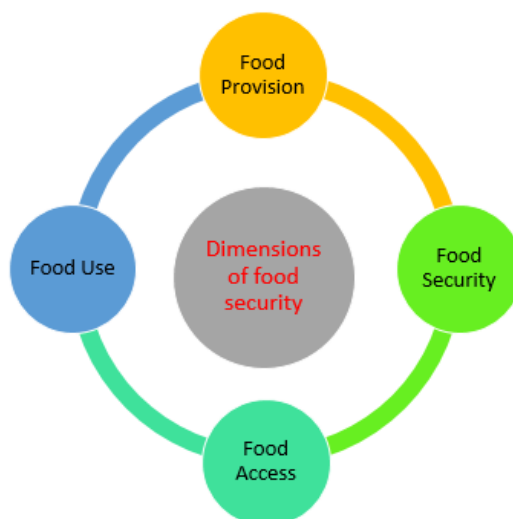 Food
Provision
Food Use
Dimensions
of food
security
Food
Security
Food
Access